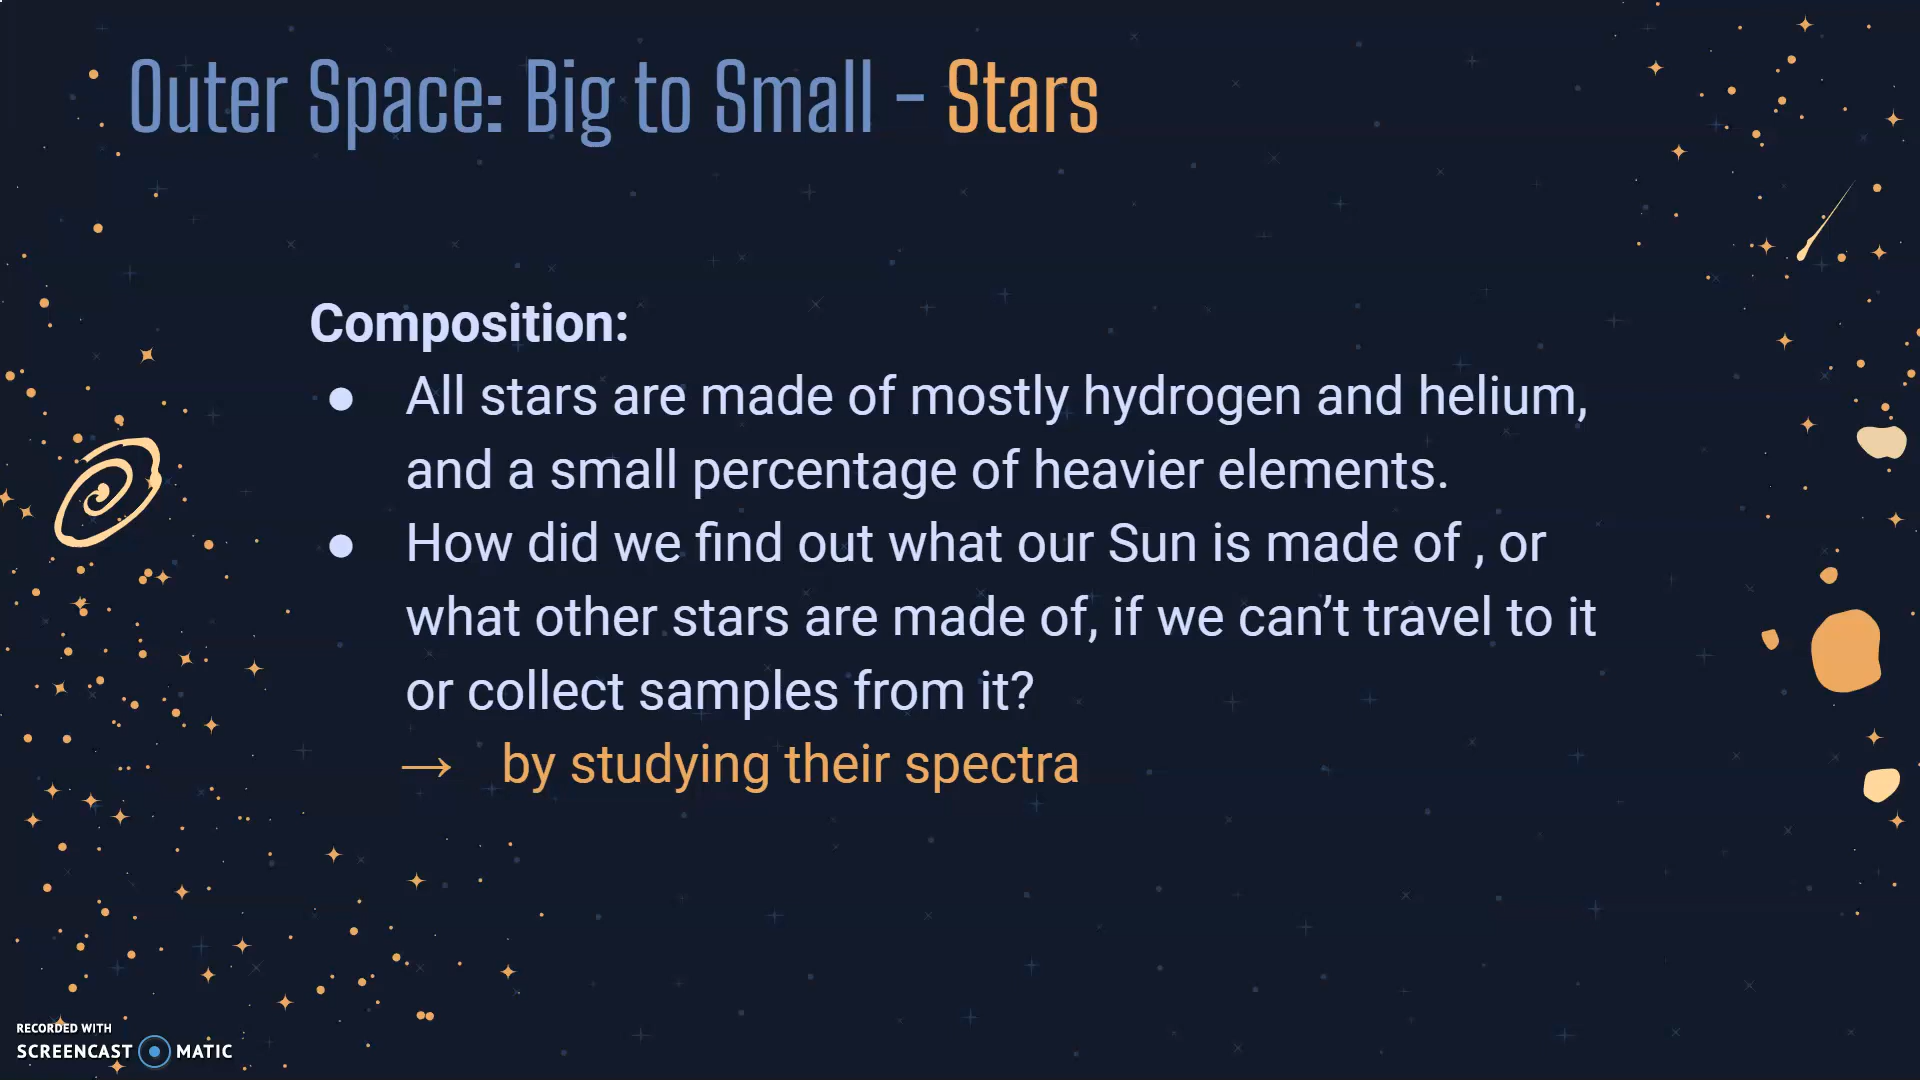 Outer Space: Big to Small - Stars
Composition:
● All stars are made of mostly hydrogen and helium,
and a small percentage of heavier elements.
● How did we find out what our Sun is made of , or
what other stars are made of, if we can’t travel to it
or collect samples from it?
→ by studying their spectra
RECORDED WITH
SCREENCAST MATIC